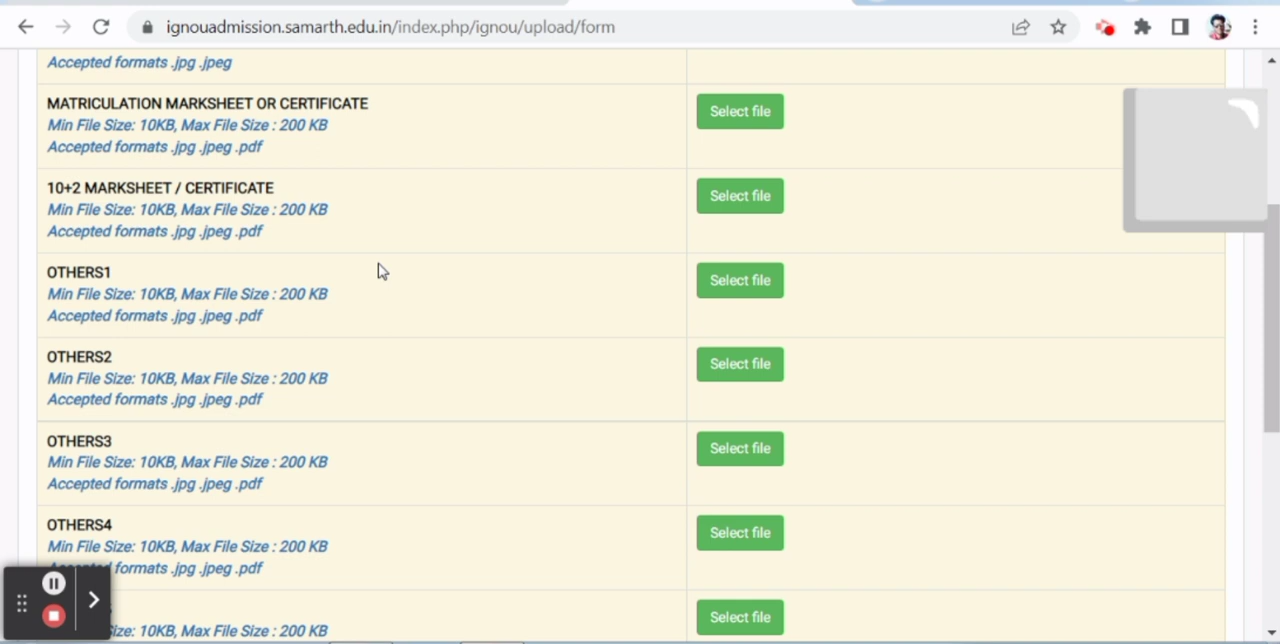 ignouadmission.samarth.edu.in/index.php/ignou/upload/form
Accepted formats .jpg .jpeg
MATRICULATION MARKSHEET OR CERTIFICATE
Min File Size: 10KB, Max File Size : 200 KB
Accepted formats .jpg .jpeg .pdf
Select file
10+2 MARKSHEET / CERTIFICATE
Min File Size: 10KB, Max File Size : 200 KB
Accepted formats .jpg .jpeg .pdf
Select file
OTHERS1
Min File Size: 10KB, Max File Size : 200 KB
Accepted formats .jpg .jpeg .pdf
Select file
OTHERS2
Min File Size: 10KB, Max File Size : 200 KB
Accepted formats .jpg .jpeg .pdf
Select file
OTHERS3
Min File Size: 10KB, Max File Size : 200 KB
Accepted formats .jpg .jpeg .pdf
Select file
OTHERS4
Min File Size: 10KB, Max File Size : 200 KB
formats .jpg .jpeg .pdf
Select file
10KB, Max File Size : 200 KB
Select file